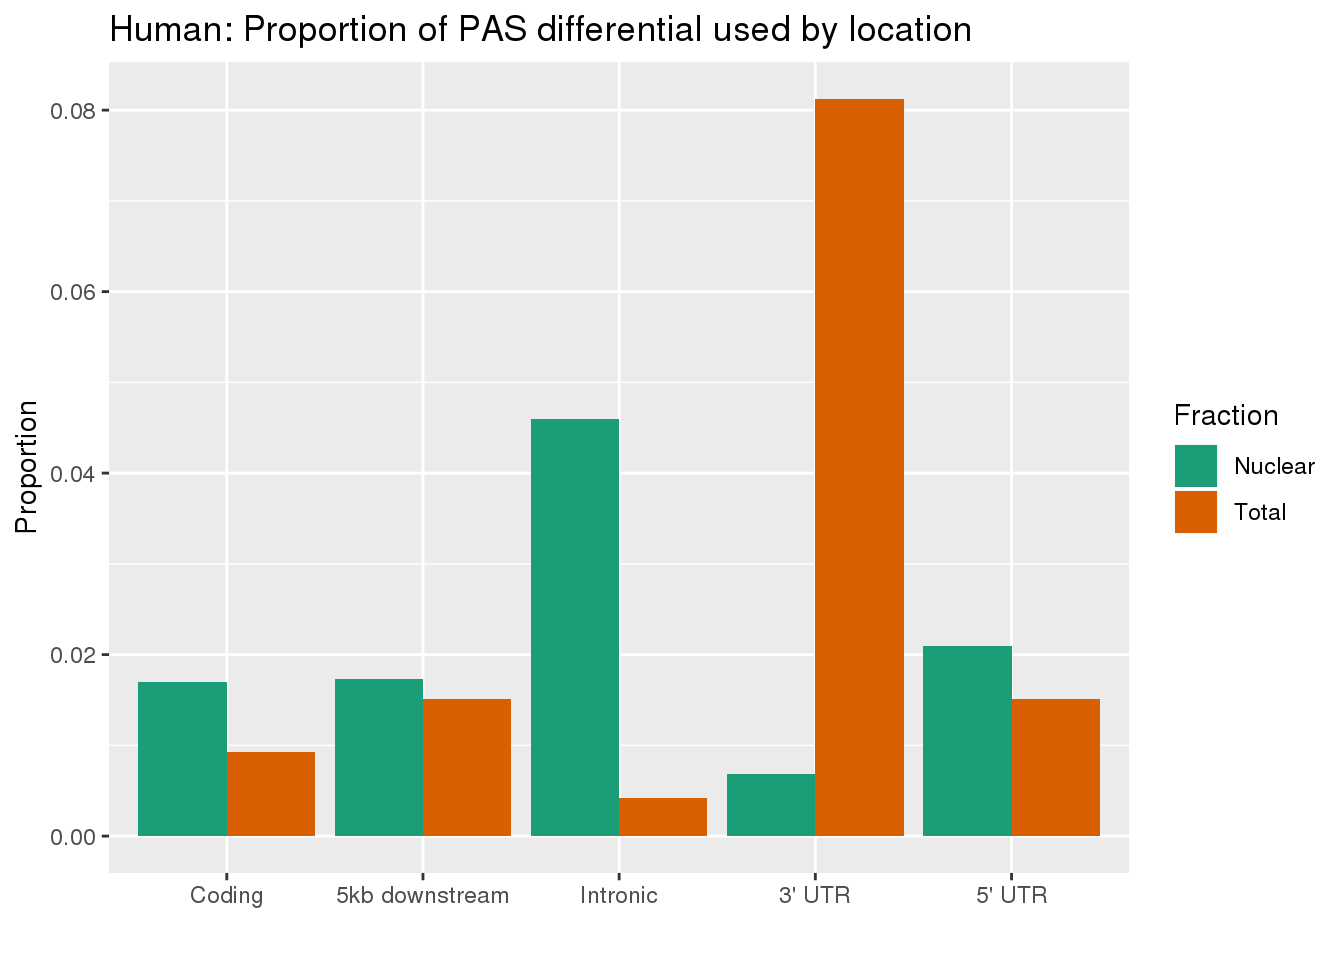 Human: Proportion of PAS differential used by location
Proportion
0.08
0.06
0.04
0.02
0.00
Coding
5kb downstream
Intronic
3' UTR
5' UTR
Fraction
Nuclear
Total